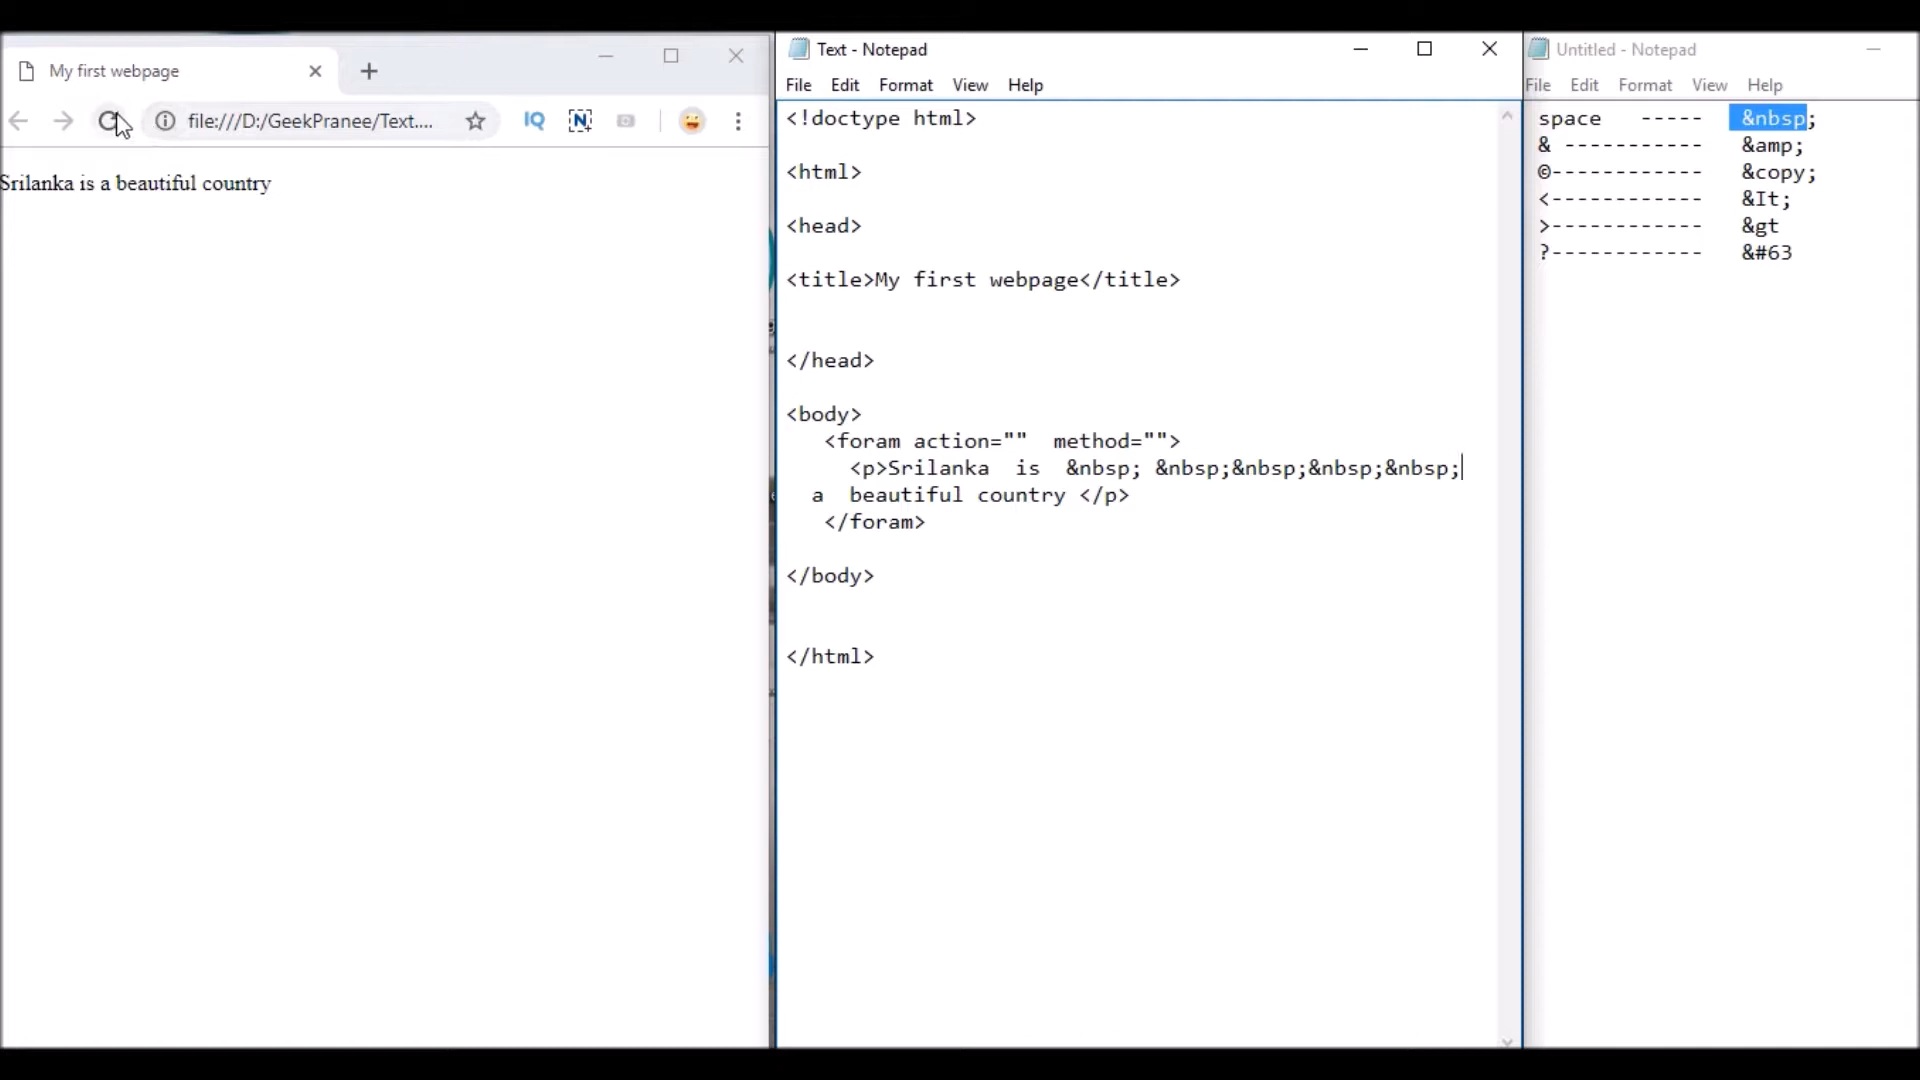 My first webpage
file:///D:/GeekPranee/Text....
IQ
N
Srilanka is a beautiful country
Text - Notepad
File Edit Format View Help
<!doctype html>
<html>
<head>
<title>My first webpage</title>
</head>
<body>
<foram action="" method="">
<p>Srilanka is &nbsp; &nbsp;&nbsp;&nbsp;&nbsp;
a beautiful country </p>
</foram>
</body>
</html>
Untitled - Notepad
File Edit Format View Help
space ----- &nbsp;
& ----------- &amp;
©------------ &copy;
<------------ &It;
>------------ &gt
?------------ &#63